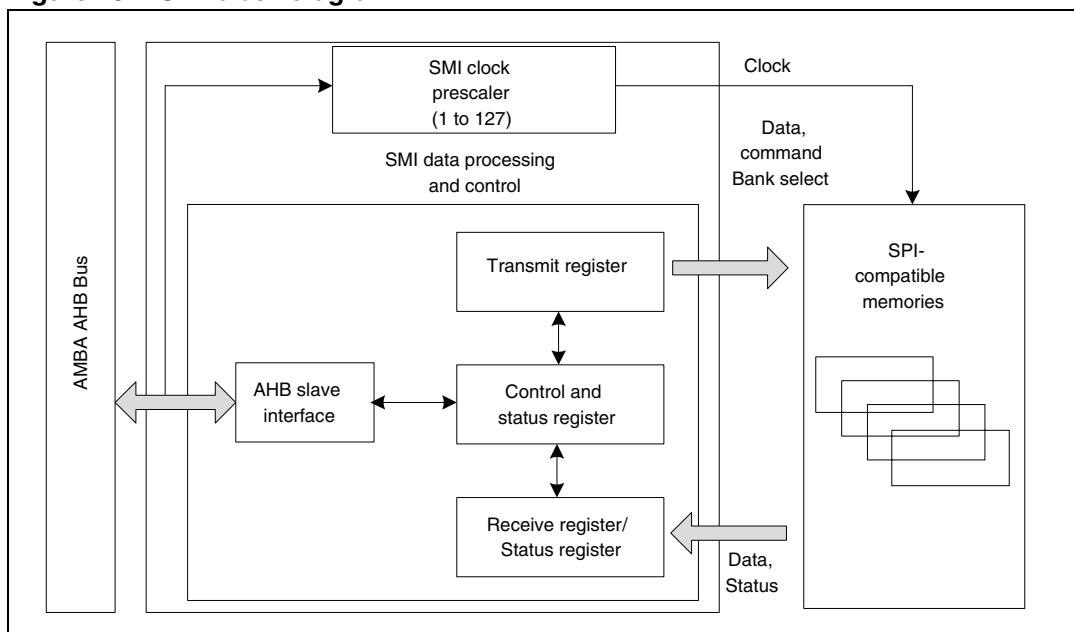 AMBA AHB Bus
SMI clock
prescaler
(1 to 127)
Clock
SMI data processing
and control
Data,
command
Bank select
Transmit register
SPI-
compatible
memories
AHB slave
interface
Control and
status register
Receive register/
Status register
Data,
Status